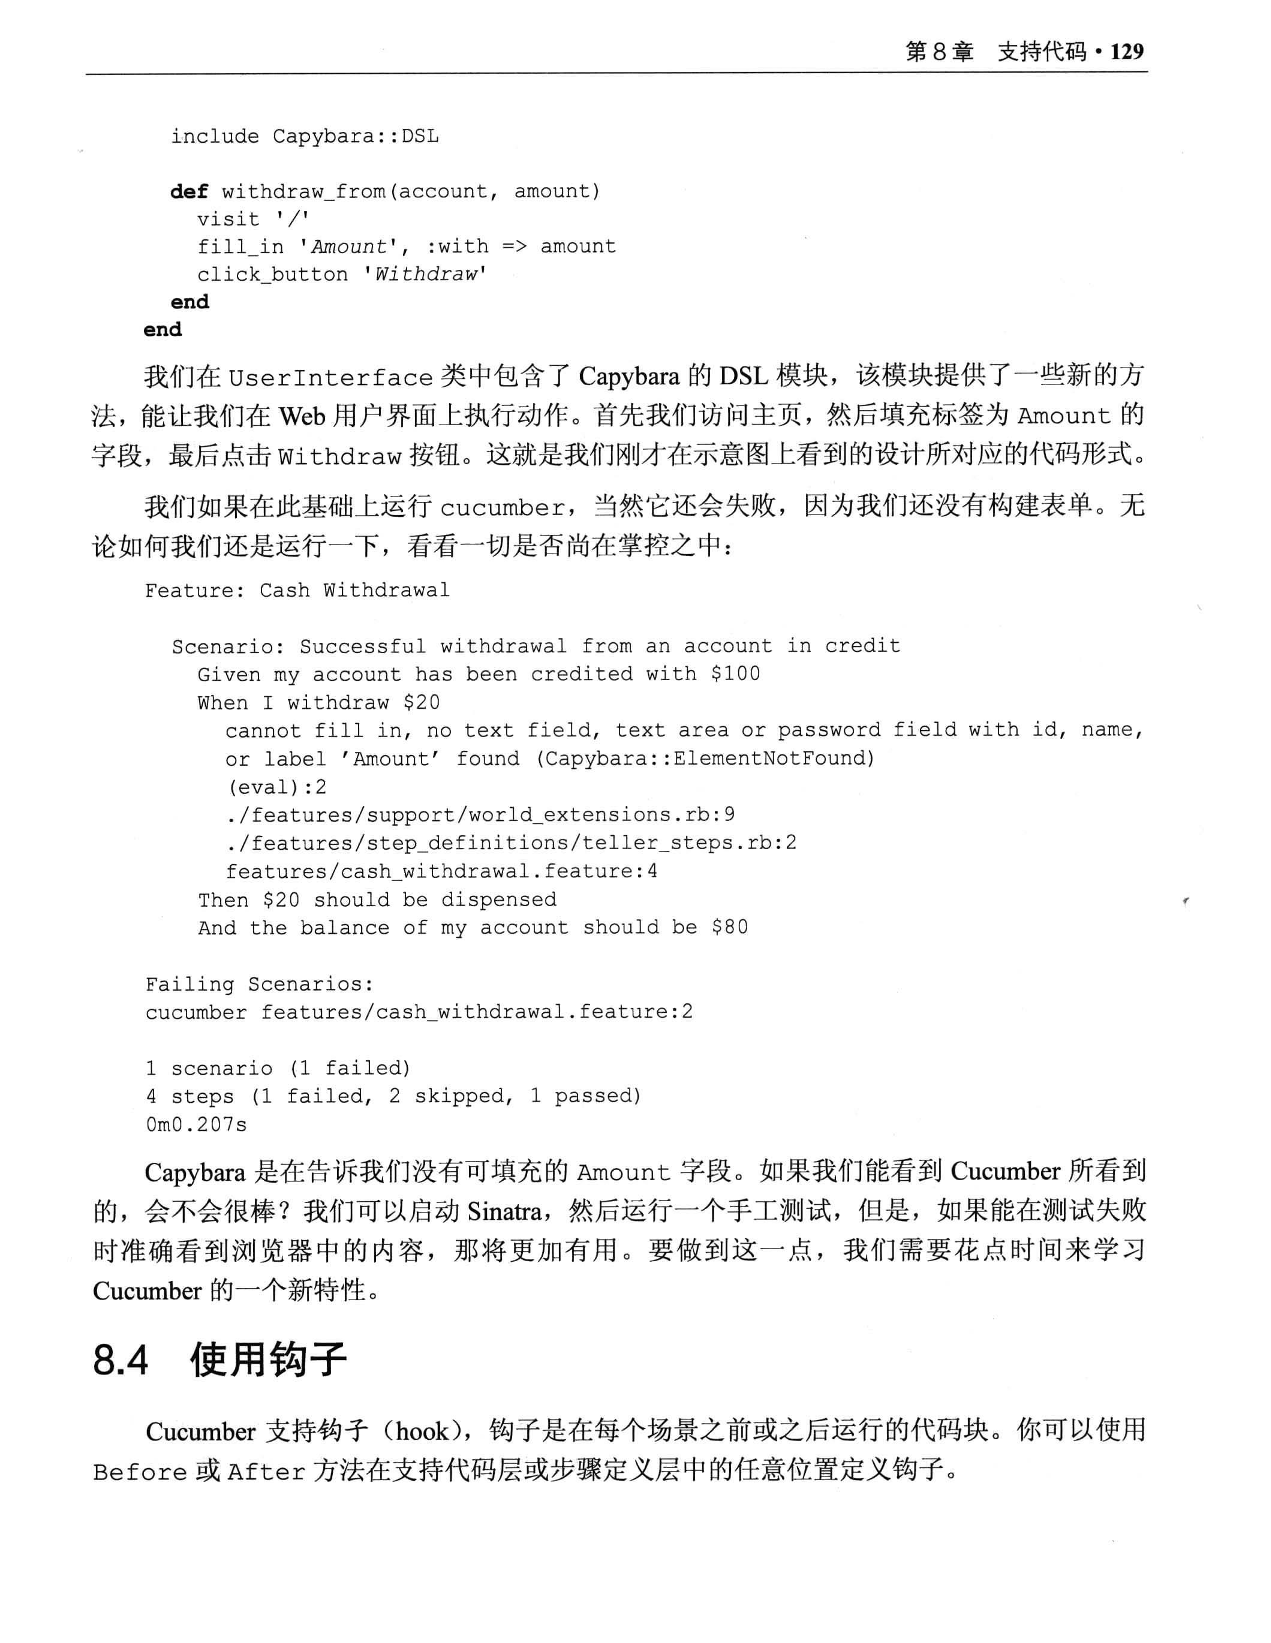 第 8 章　支持代码・129
include Capybara::DSL
def withdraw_from(account, amount)
visit '/'
fill_in 'Amount', :with => amount
click_button 'Withdraw'
end
end
我们在 UserInterface 类中包含了 Capybara 的 DSL 模块，该模块提供了一些新的方
法，能让我们在 Web 用户界面上执行动作。首先我们访问主页，然后填充标签为 Amount 的
字段，最后点击 Withdraw 按钮。这就是我们刚才在示意图上看到的设计所对应的代码形式。
我们如果在此基础上运行 cucumber，当然它还会失败，因为我们还没有构建表单。无
论如何我们还是运行一下，看看一切是否尚在掌控之中：
Feature: Cash Withdrawal
Scenario: Successful withdrawal from an account in credit
Given my account has been credited with $100
When I withdraw $20
cannot fill in, no text field, text area or password field with id, name,
or label 'Amount' found (Capybara::ElementNotFound)
(eval):2
./features/support/world_extensions.rb:9
./features/step_definitions/teller_steps.rb:2
features/cash_withdrawal.feature:4
Then $20 should be dispensed
And the balance of my account should be $80
Failing Scenarios:
cucumber features/cash_withdrawal.feature:2
1 scenario (1 failed)
4 steps (1 failed, 2 skipped, 1 passed)
0m0.207s
Capybara 是在告诉我们没有可填充的 Amount 字段。如果我们能看到 Cucumber 所看到
的，会不会很棒？我们可以启动 Sinatra，然后运行一个手工测试，但是，如果能在测试失败
时准确看到浏览器中的内容，那将更加有用。要做到这一点，我们需要花点时间来学习
Cucumber 的一个新特性。
8.4　使用钩子
Cucumber 支持钩子（hook），钩子是在每个场景之前或之后运行的代码块。你可以使用
Before 或 After 方法在支持代码层或步骤定义层中的任意位置定义钩子。